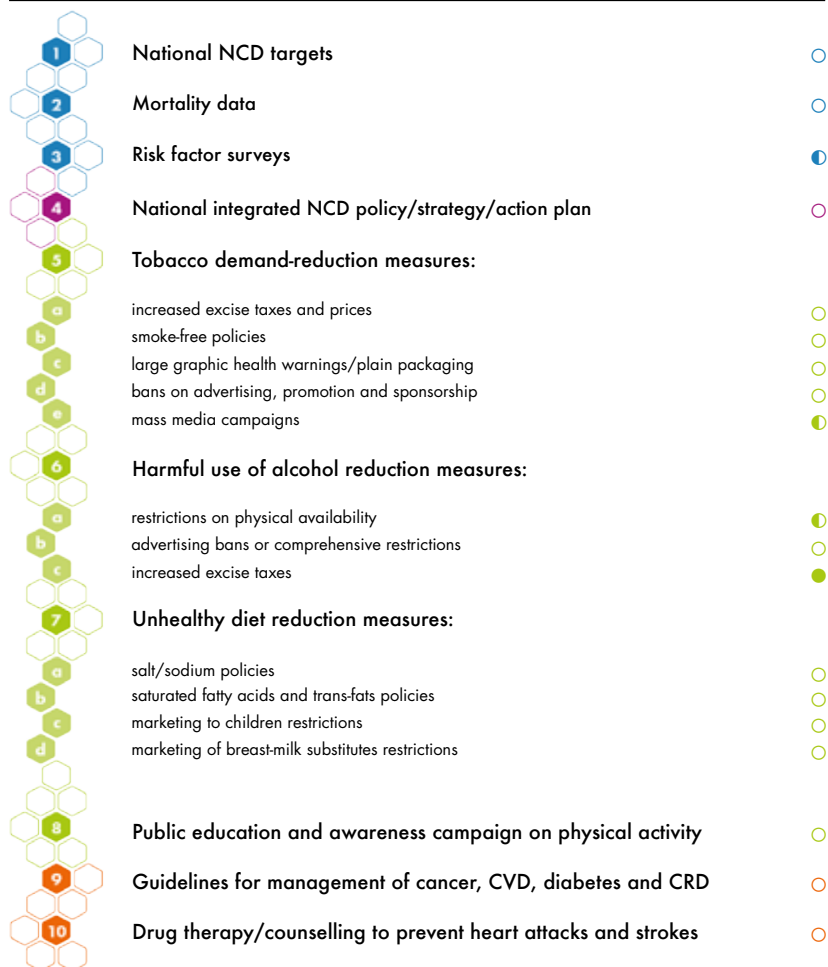 1 National NCD targets
2 Mortality data
3 Risk factor surveys
4 National integrated NCD policy/strategy/action plan
5 Tobacco demand-reduction measures:
a increased excise taxes and prices
b smoke-free policies
c large graphic health warnings/plain packaging
d bans on advertising, promotion and sponsorship
e mass media campaigns
6 Harmful use of alcohol reduction measures:
a restrictions on physical availability
b advertising bans or comprehensive restrictions
c increased excise taxes
7 Unhealthy diet reduction measures:
a salt/sodium policies
b saturated fatty acids and trans-fats policies
c marketing to children restrictions
d marketing of breast-milk substitutes restrictions
8 Public education and awareness campaign on physical activity
9 Guidelines for management of cancer, CVD, diabetes and CRD
10 Drug therapy/counselling to prevent heart attacks and strokes